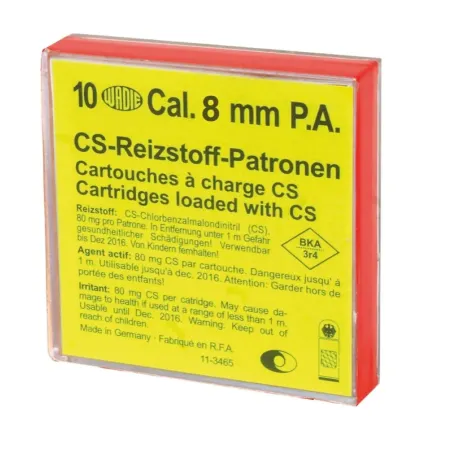 10 WADIE Cal. 8 mm P.A.
CS-Reizstoff-Patronen
Cartouches à charge CS
Cartridges loaded with CS
Reizstoff: CS-Chlorbenzalmalondinitril (CS).
80 mg pro Patrone. In Entfernung unter 1 m Gefahr
gesundheitlicher Schädigungen! Verwendbar
bis Dez 2016. Von Kindern fernhalten!
Agent actif: 80 mg CS par cartouche. Dangereux jusqu' à
1 m. Utilisable jusqu'à dec. 2016. Attention: Garder hors de
portée des entfants!
Irritant: 80 mg CS per catridge. May cause da-
mage to health if used at a range of less than 1 m.
Usable until Dec. 2016. Warning: Keep out of
reach of children.
Made in Germany · Fabriqué en R.F.A.
11-3465
BKA
3r4